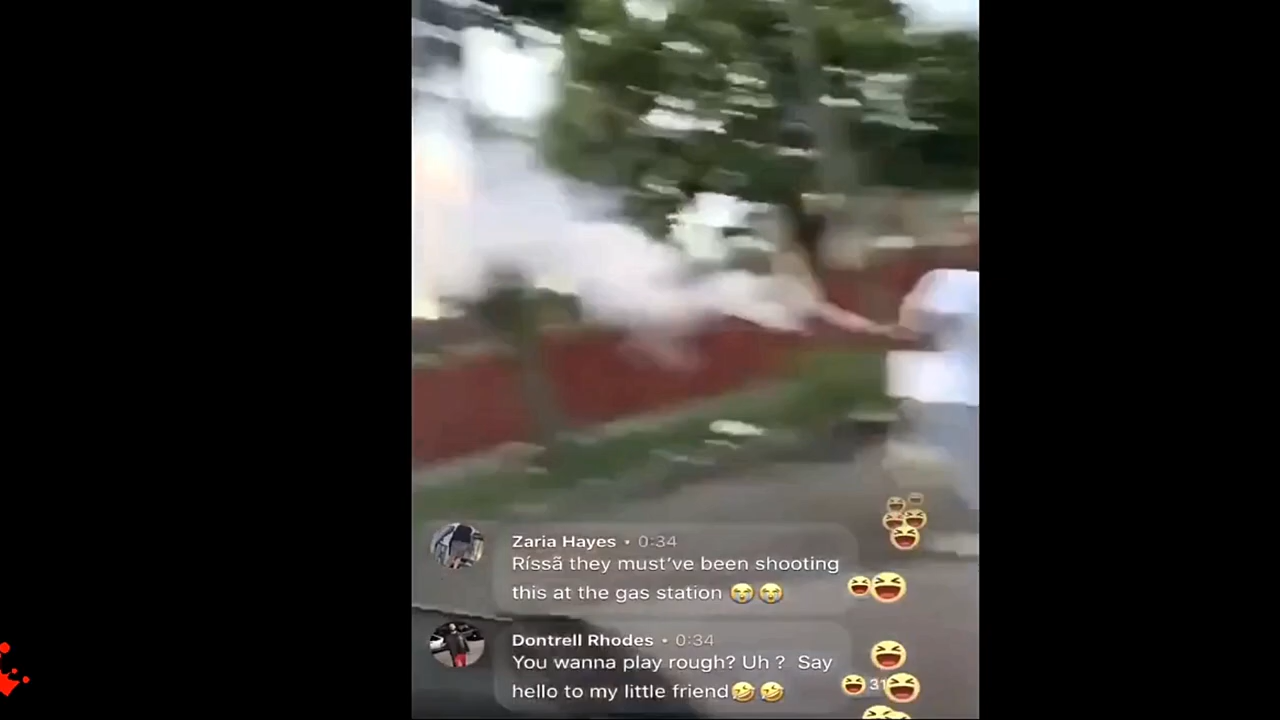 Zaria Hayes • 0:34
Ríssã they must've been shooting
this at the gas station 😭 😭
Dontrell Rhodes • 0:34
You wanna play rough? Uh ? Say
hello to my little friend🤣 🤣